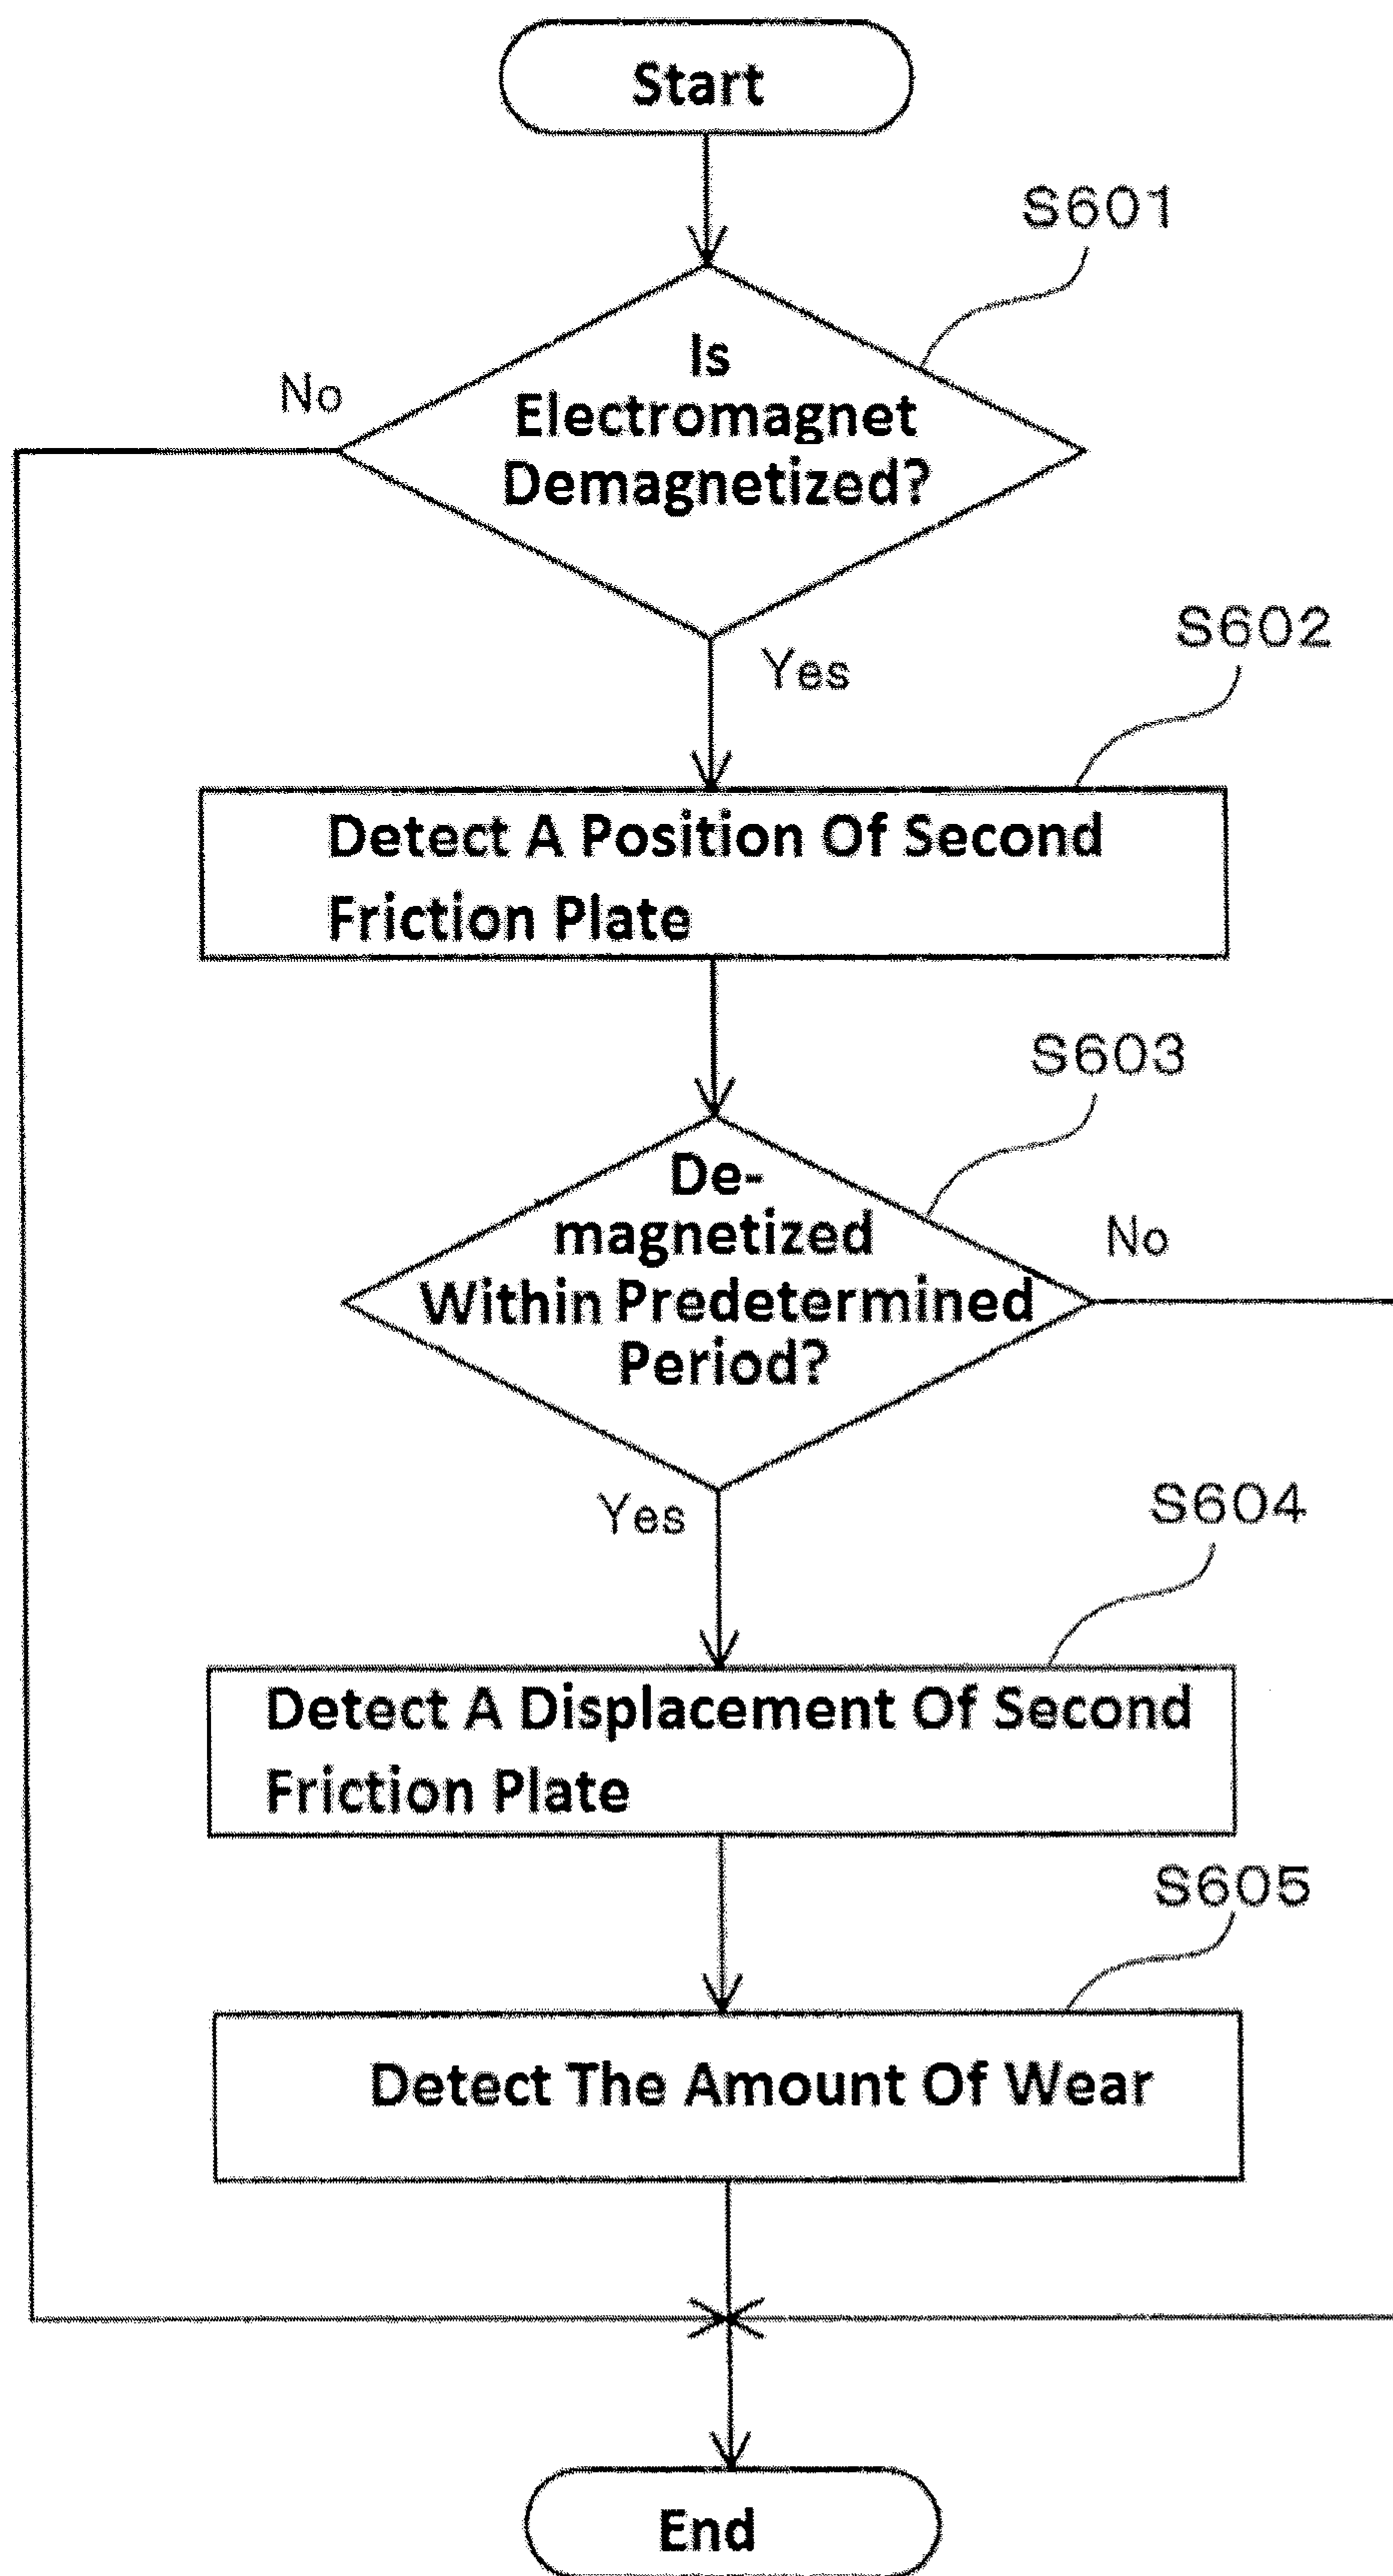 Start
S601
Is
Electromagnet
Demagnetized?
No
Yes
S602
Detect A Position Of Second
Friction Plate
S603
De-
magnetized
Within Predetermined
Period?
No
Yes
S604
Detect A Displacement Of Second
Friction Plate
S605
Detect The Amount Of Wear
End